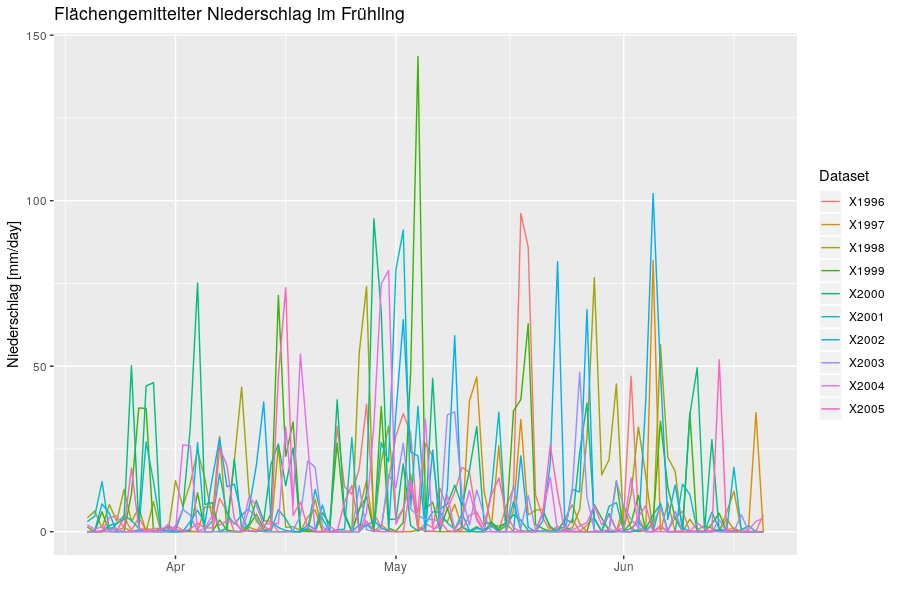 Flächengemittelter Niederschlag im Frühling
150
100
50
0
Niederschlag [mm/day]
Apr
May
Jun
Dataset
X1996
X1997
X1998
X1999
X2000
X2001
X2002
X2003
X2004
X2005